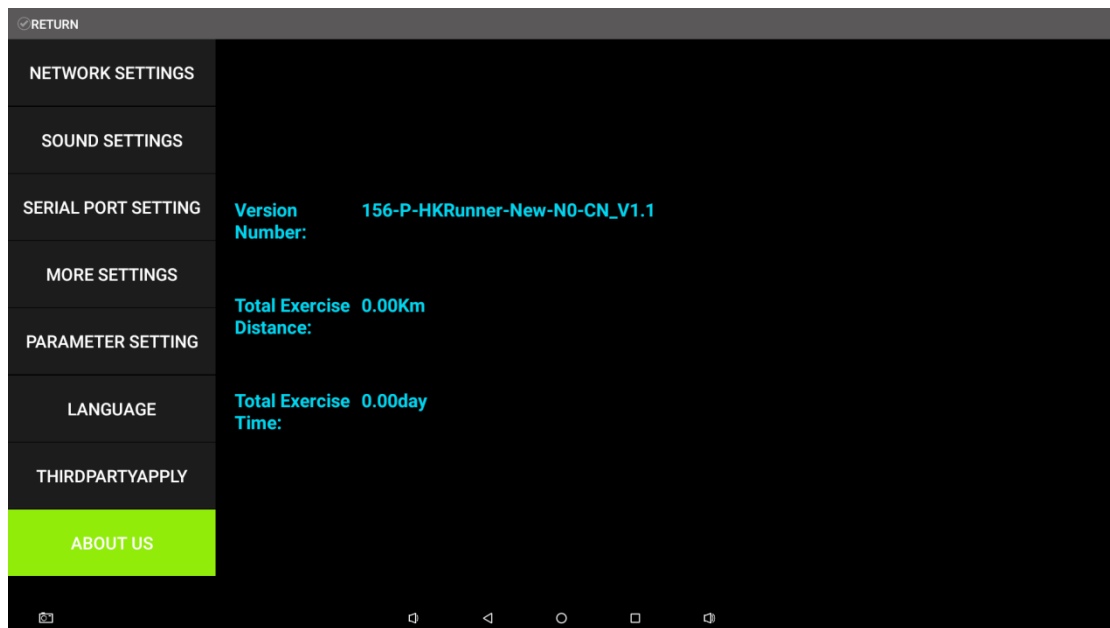 RETURN
NETWORK SETTINGS
SOUND SETTINGS
SERIAL PORT SETTING
MORE SETTINGS
PARAMETER SETTING
LANGUAGE
THIRDPARTYAPPLY
ABOUT US
Version 156-P-HKRunner-New-N0-CN_V1.1
Number:
Total Exercise 0.00Km
Distance:
Total Exercise 0.00day
Time: